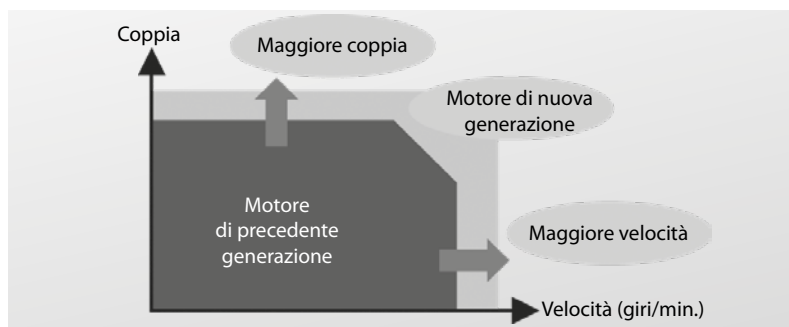 Coppia
Maggiore coppia
Motore di nuova
generazione
Motore
di precedente
generazione
Maggiore velocità
Velocità (giri/min.)